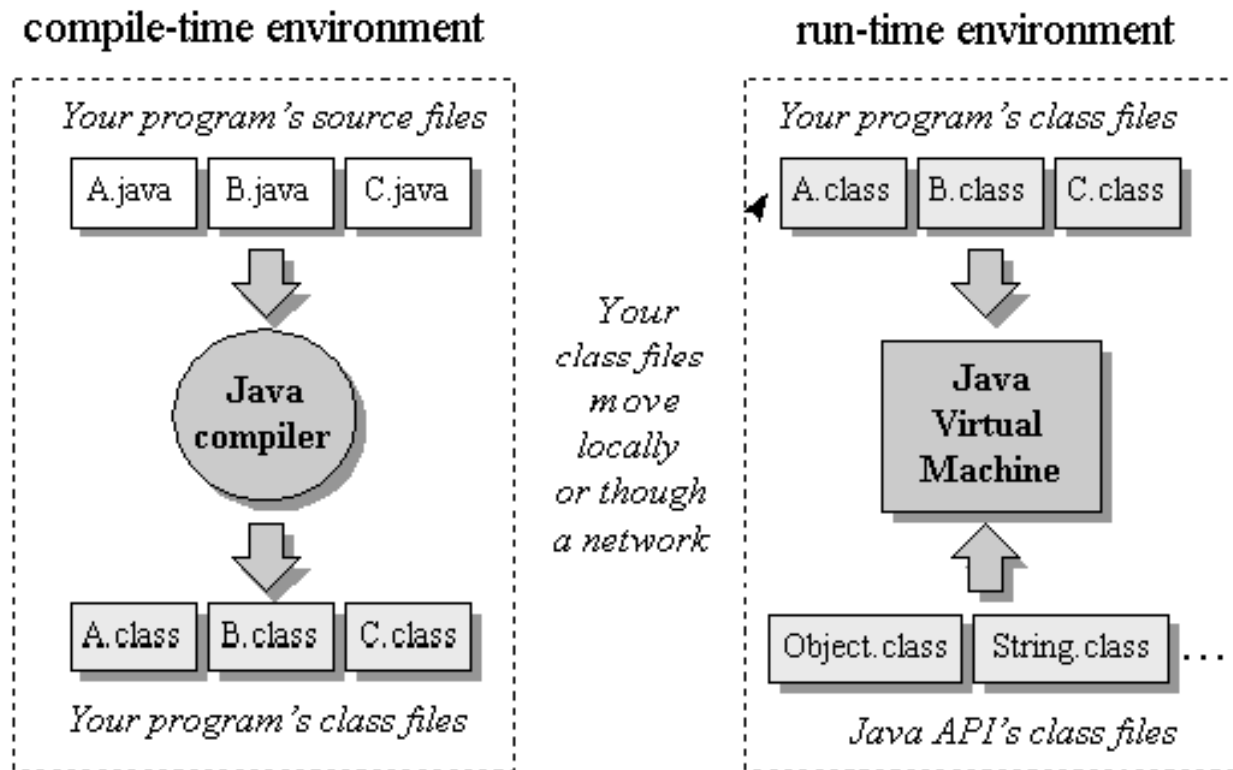 compile-time environment
Your program's source files
A.java B.java C.java
Java
compiler
A.class B.class C.class
Your program's class files
Your
class files
move
locally
or though
a network
run-time environment
Your program's class files
A.class B.class C.class
Java
Virtual
Machine
Object.class String.class ...
Java API's class files